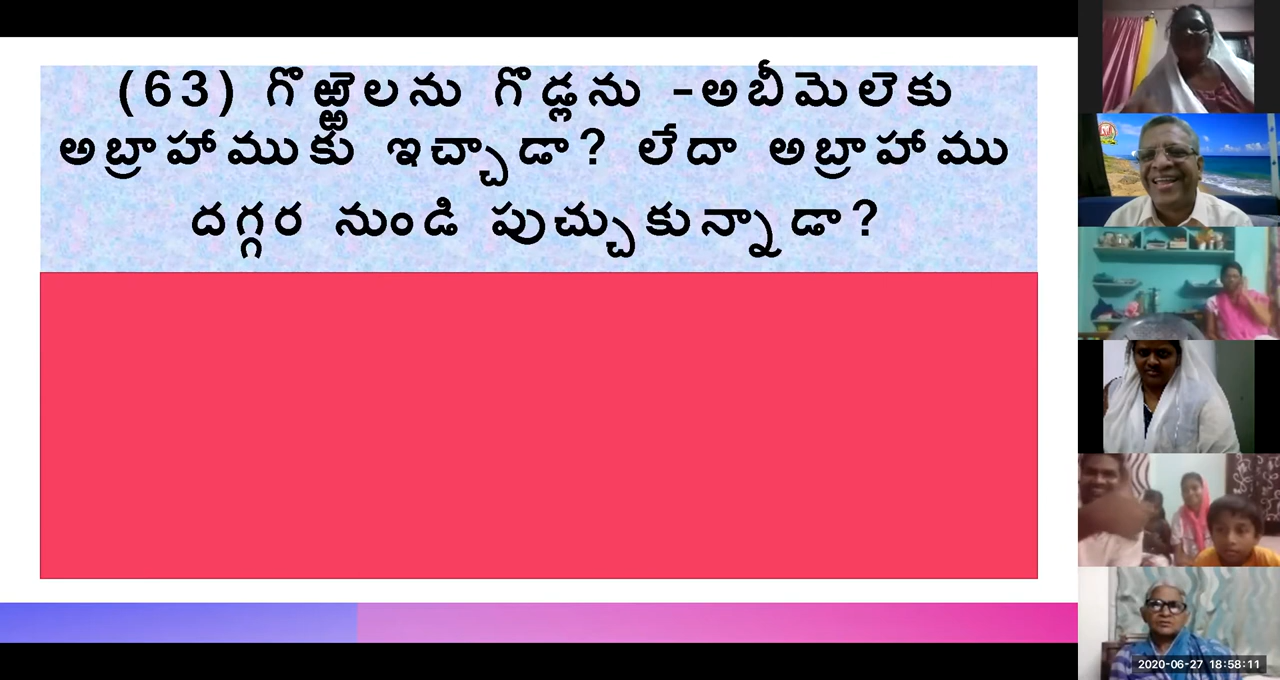 (63) గొఱ్ఱెలను గొడ్లను -అబీమెలెకు
అబ్రాహాముకు ఇచ్చాడా? లేదా అబ్రాహాము
దగ్గర నుండి పుచ్చుకున్నాడా?
2020-06-27 18:58:11